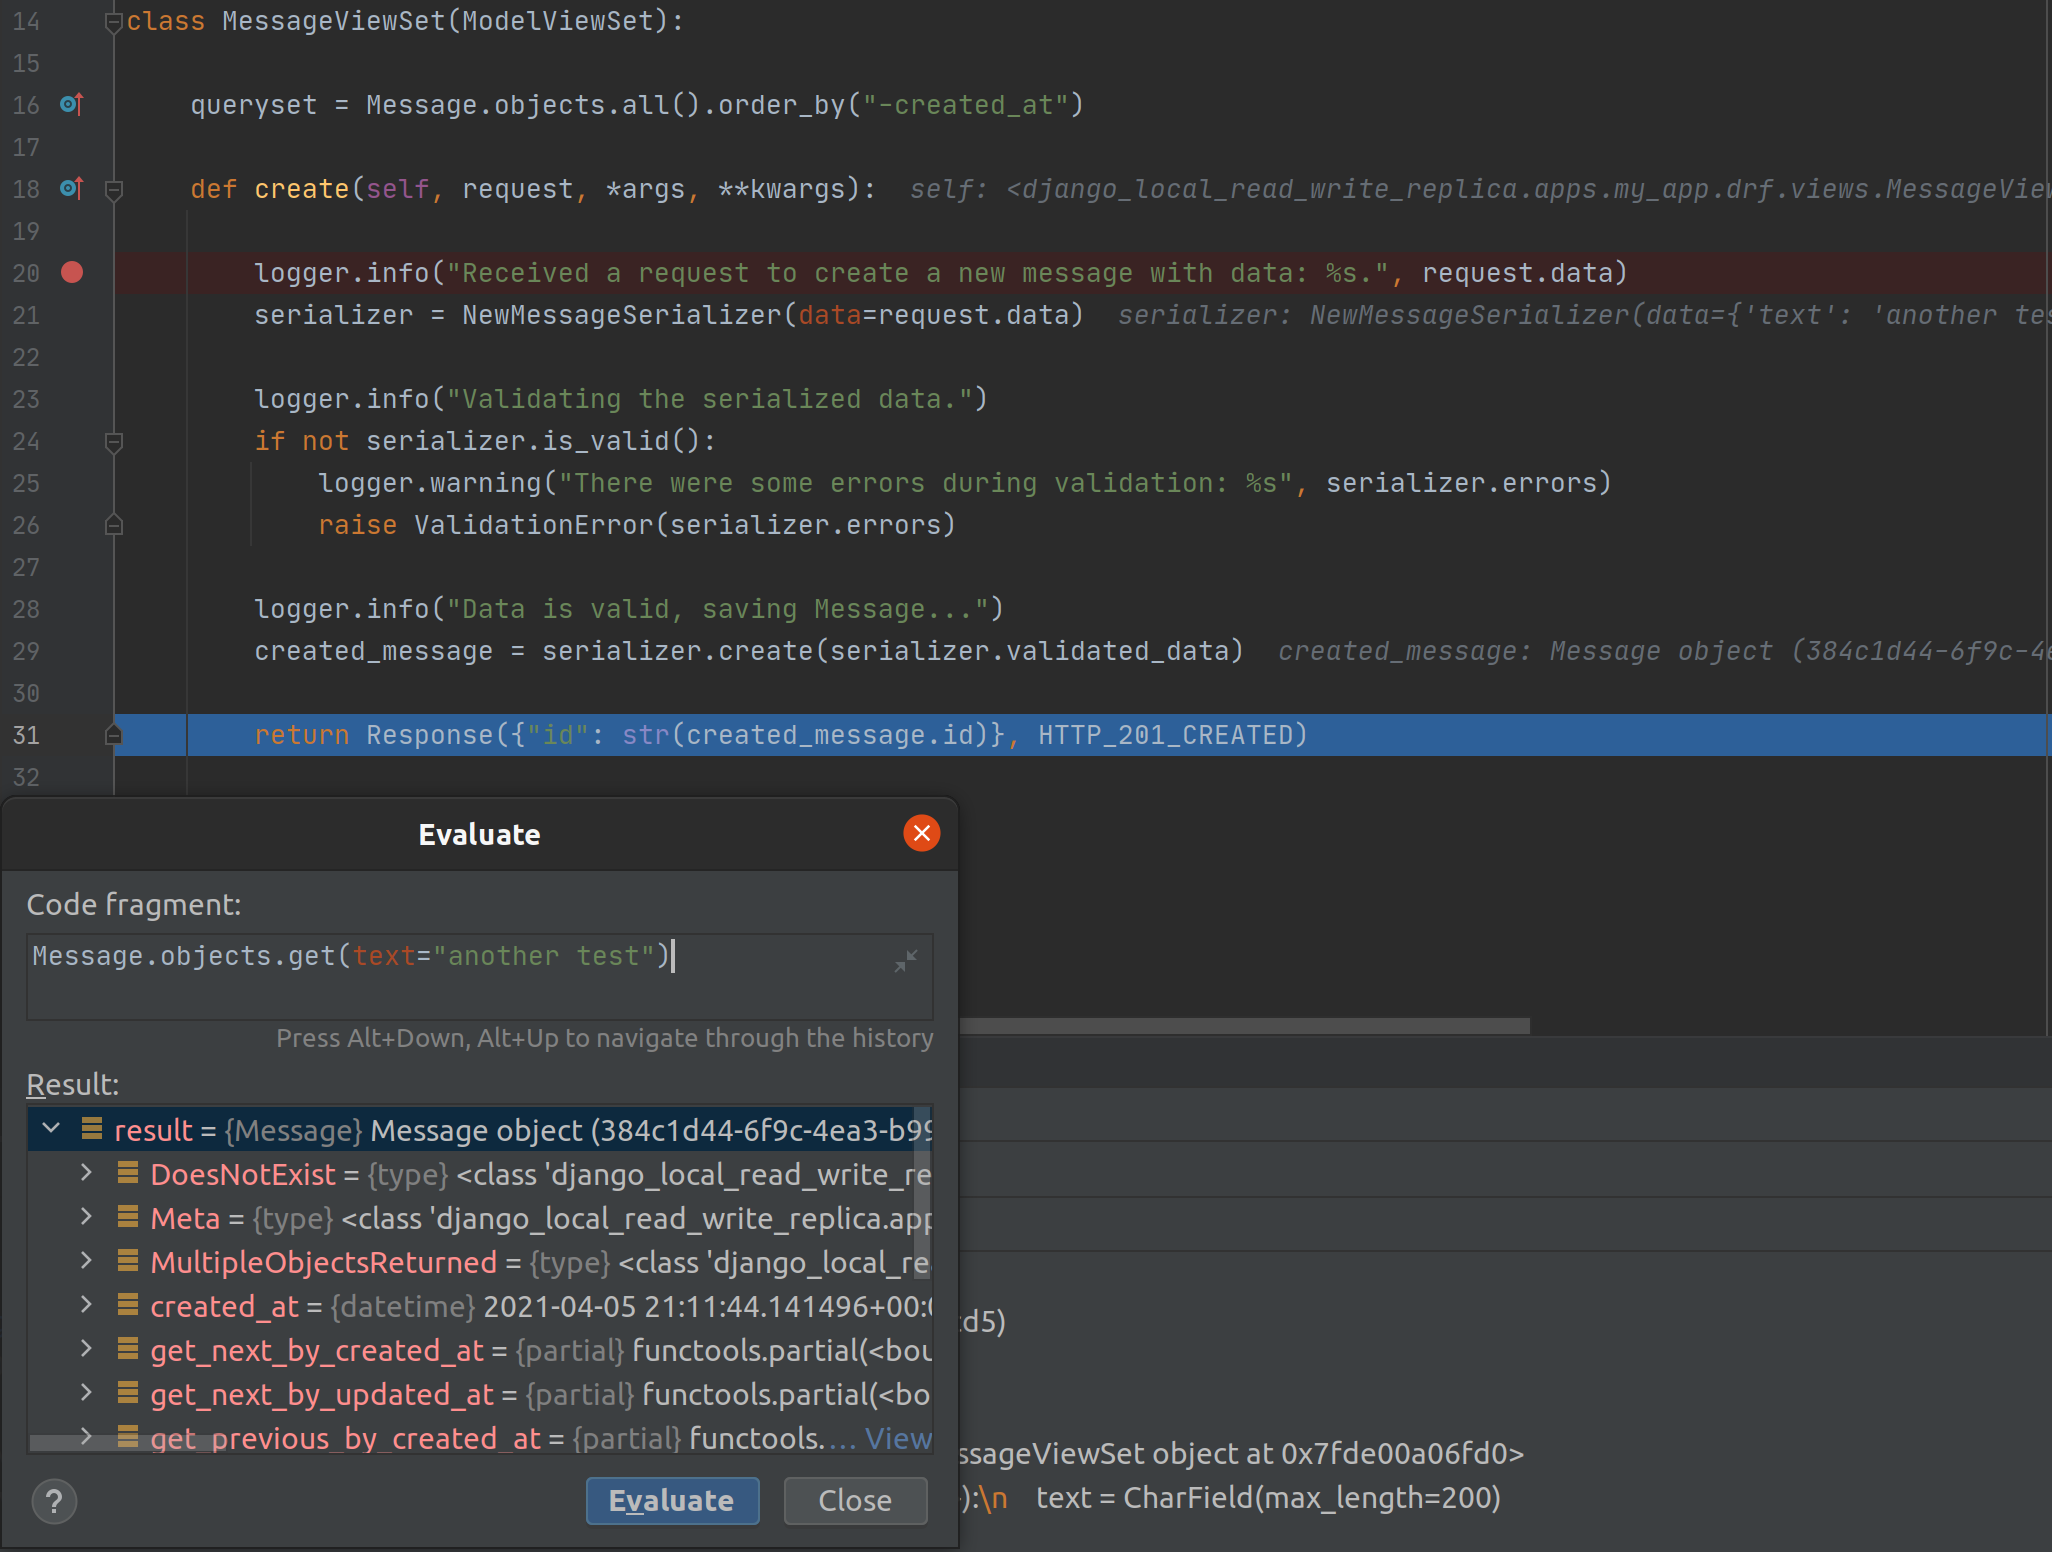 14 class MessageViewSet(ModelViewSet):
15
16 queryset = Message.objects.all().order_by("-created_at")
17
18 def create(self, request, *args, **kwargs): self: <django_local_read_write_replica.apps.my_app.drf.views.MessageView
19
20 logger.info("Received a request to create a new message with data: %s.", request.data)
21 serializer = NewMessageSerializer(data=request.data) serializer: NewMessageSerializer(data={'text': 'another tes
22
23 logger.info("Validating the serialized data.")
24 if not serializer.is_valid():
25 logger.warning("There were some errors during validation: %s", serializer.errors)
26 raise ValidationError(serializer.errors)
27
28 logger.info("Data is valid, saving Message...")
29 created_message = serializer.create(serializer.validated_data) created_message: Message object (384c1d44-6f9c-4e
30
31 return Response({"id": str(created_message.id)}, HTTP_201_CREATED)
32
Evaluate
Code fragment:
Message.objects.get(text="another test")
Press Alt+Down, Alt+Up to navigate through the history
Result:
result = {Message} Message object (384c1d44-6f9c-4ea3-b99
DoesNotExist = {type} <class 'django_local_read_write_re
Meta = {type} <class 'django_local_read_write_replica.app
MultipleObjectsReturned = {type} <class 'django_local_rea
created_at = {datetime} 2021-04-05 21:11:44.141496+00:0
get_next_by_created_at = {partial} functools.partial(<bou
get_next_by_updated_at = {partial} functools.partial(<bo
get_previous_by_created_at = {partial} functools.... View
? Evaluate Close
d5)
ssageViewSet object at 0x7fde00a06fd0>
):\n text = CharField(max_length=200)